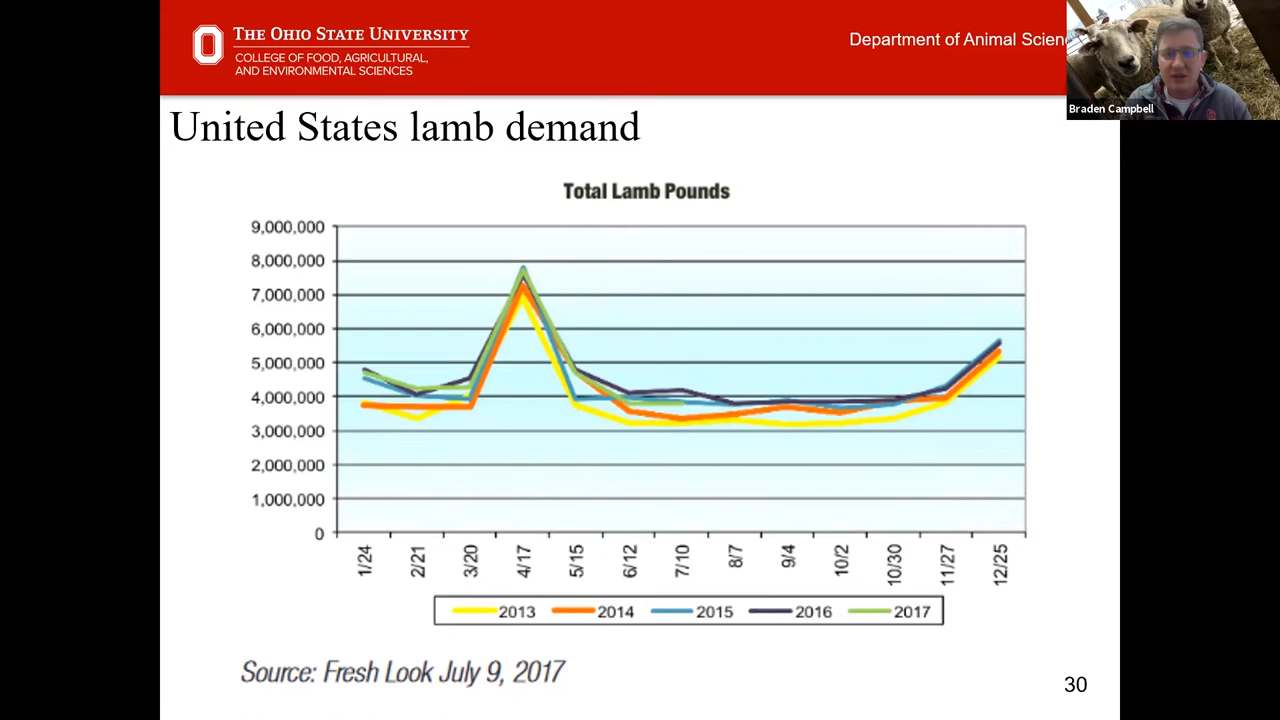 THE OHIO STATE UNIVERSITY
COLLEGE OF FOOD, AGRICULTURAL,
AND ENVIRONMENTAL SCIENCES
Department of Animal
Braden Campbell
United States lamb demand
Total Lamb Pounds
9,000,000
8,000,000
7,000,000
6,000,000
5,000,000
4,000,000
3,000,000
2,000,000
1,000,000
0
1/24 2/21 3/20 4/17 5/15 6/12 7/10 8/7 9/4 10/2 10/30 11/27 12/25
2013 2014 2015 2016 2017
Source: Fresh Look July 9, 2017
30